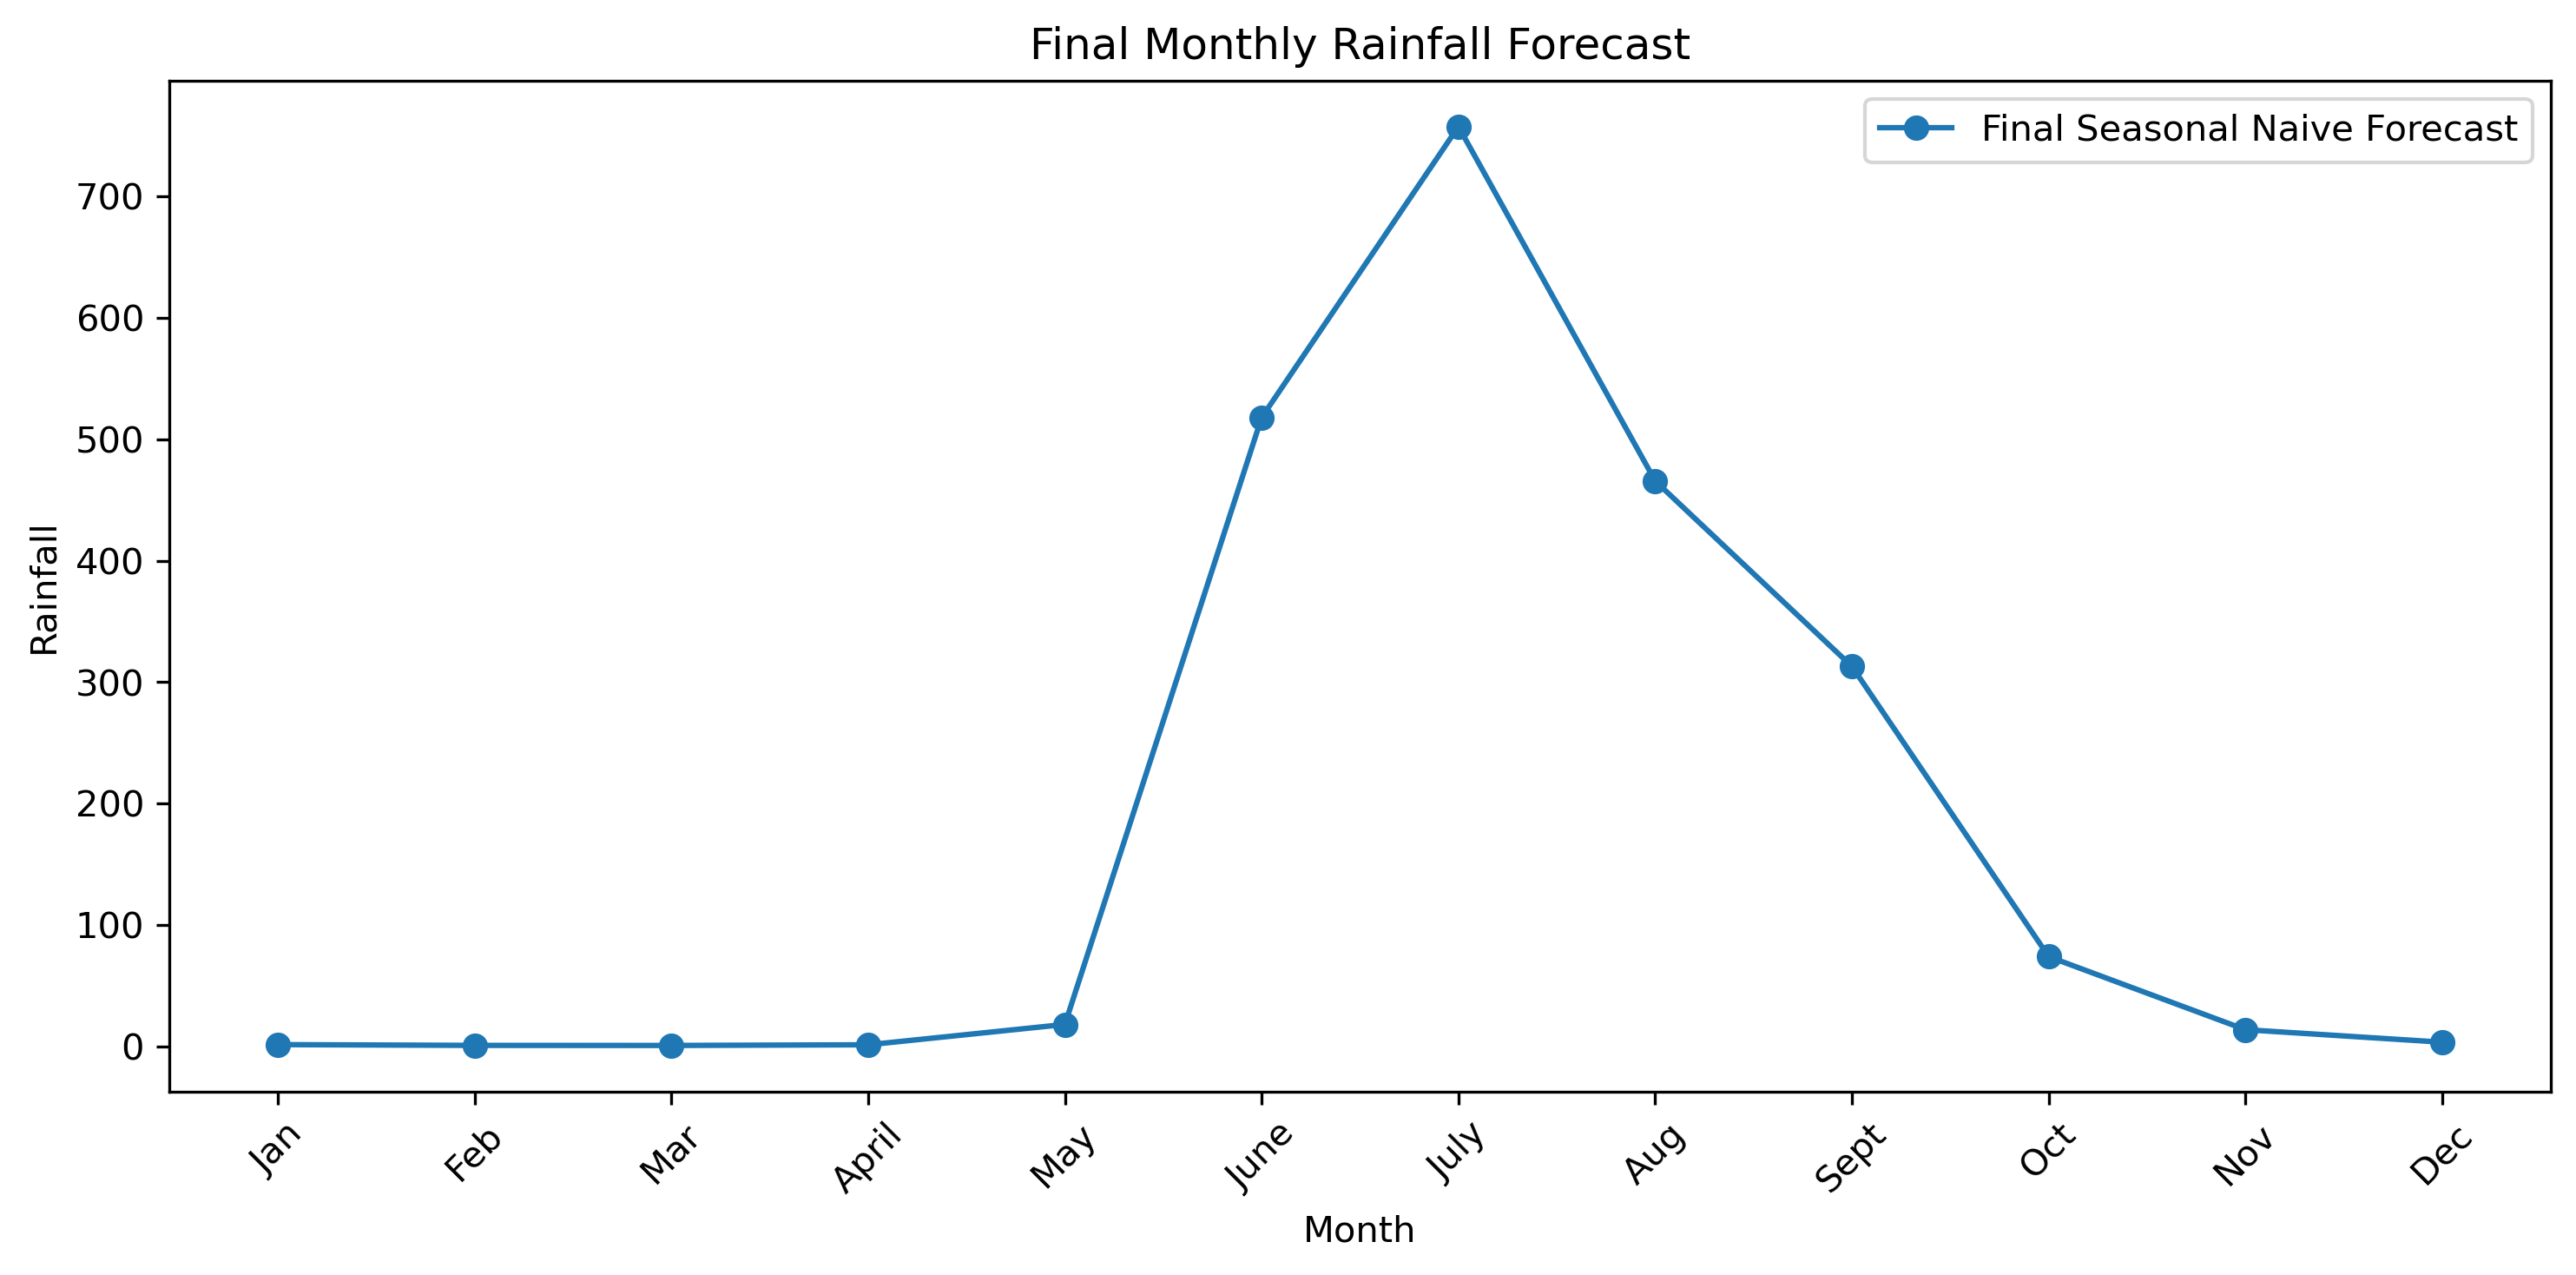 Final Monthly Rainfall Forecast
Final Seasonal Naive Forecast
Rainfall
700
600
500
400
300
200
100
0
Jan
Feb
Mar
April
May
June
July
Aug
Sept
Oct
Nov
Dec
Month